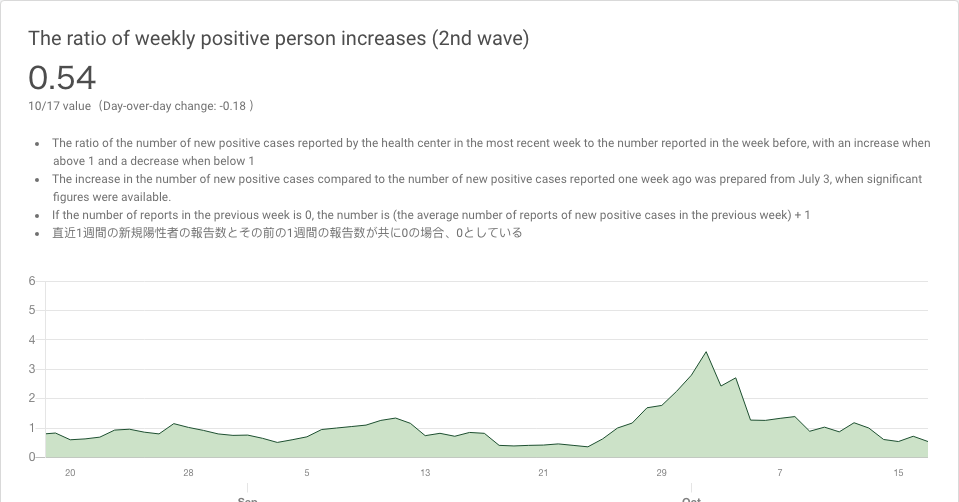 The ratio of weekly positive person increases (2nd wave)
0.54
10/17 value（Day-over-day change: -0.18 ）
The ratio of the number of new positive cases reported by the health center in the most recent week to the number reported in the week before, with an increase when
above 1 and a decrease when below 1
The increase in the number of new positive cases compared to the number of new positive cases reported one week ago was prepared from July 3, when significant
figures were available.
If the number of reports in the previous week is 0, the number is (the average number of reports of new positive cases in the previous week) + 1
直近1週間の新規陽性者の報告数とその前の1週間の報告数が共に0の場合、0としている
6
5
4
3
2
1
0
20 28 5 13 21 29 7 15
Sep Oct